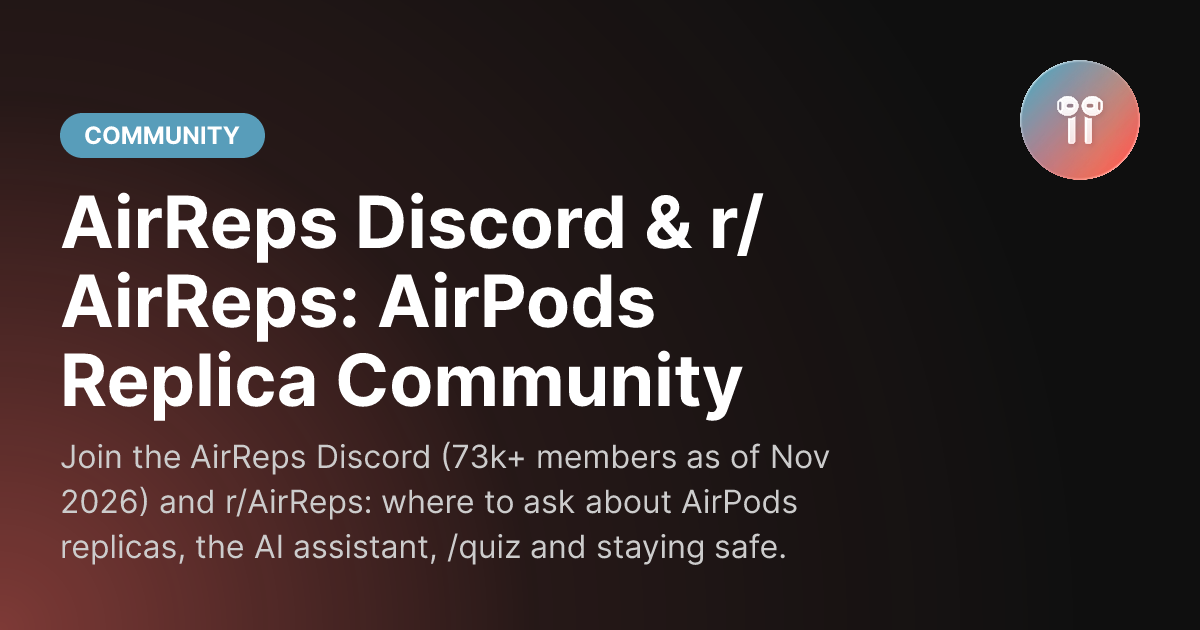 COMMUNITY
AirReps Discord & r/
AirReps: AirPods
Replica Community
Join the AirReps Discord (73k+ members as of Nov
2026) and r/AirReps: where to ask about AirPods
replicas, the AI assistant, /quiz and staying safe.